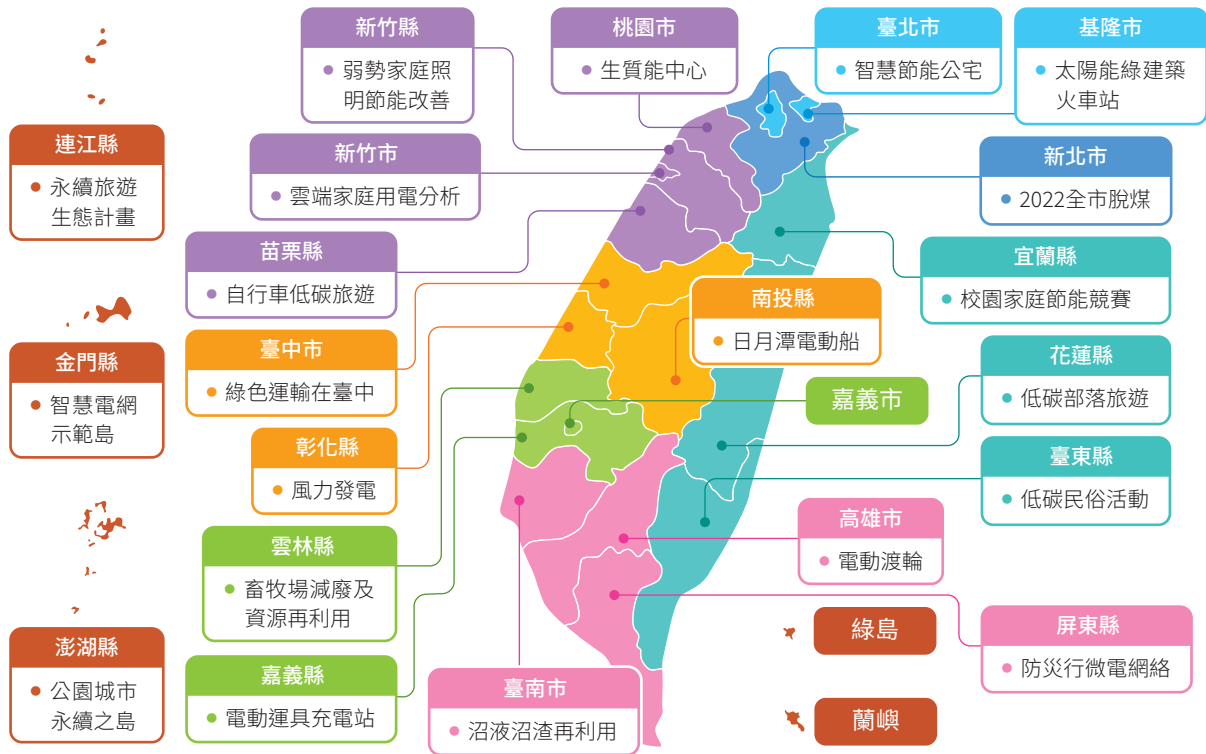 新竹縣
弱勢家庭照
明節能改善
桃園市
生質能中心
臺北市
智慧節能公宅
基隆市
太陽能綠建築
火車站
連江縣
永續旅遊
生態計畫
新竹市
雲端家庭用電分析
新北市
2022全市脫煤
苗栗縣
自行車低碳旅遊
宜蘭縣
校園家庭節能競賽
南投縣
日月潭電動船
金門縣
智慧電網
示範島
臺中市
綠色運輸在臺中
花蓮縣
低碳部落旅遊
嘉義市
彰化縣
風力發電
臺東縣
低碳民俗活動
高雄市
電動渡輪
雲林縣
畜牧場減廢及
資源再利用
綠島
屏東縣
防災行微電網絡
澎湖縣
公園城市
永續之島
嘉義縣
電動運具充電站
臺南市
沼液沼渣再利用
蘭嶼